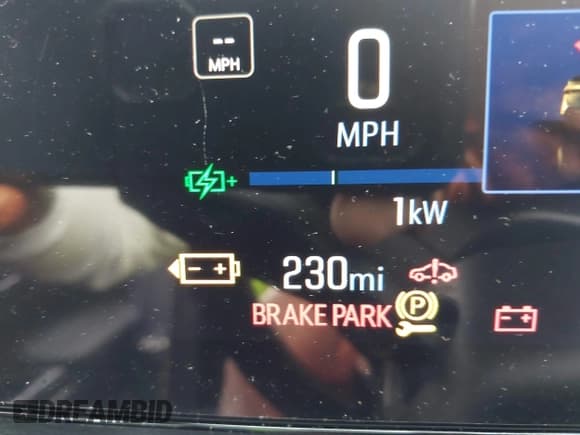 --
MPH
0
MPH
1kW
230mi
BRAKE PARK
P
DREAMBID